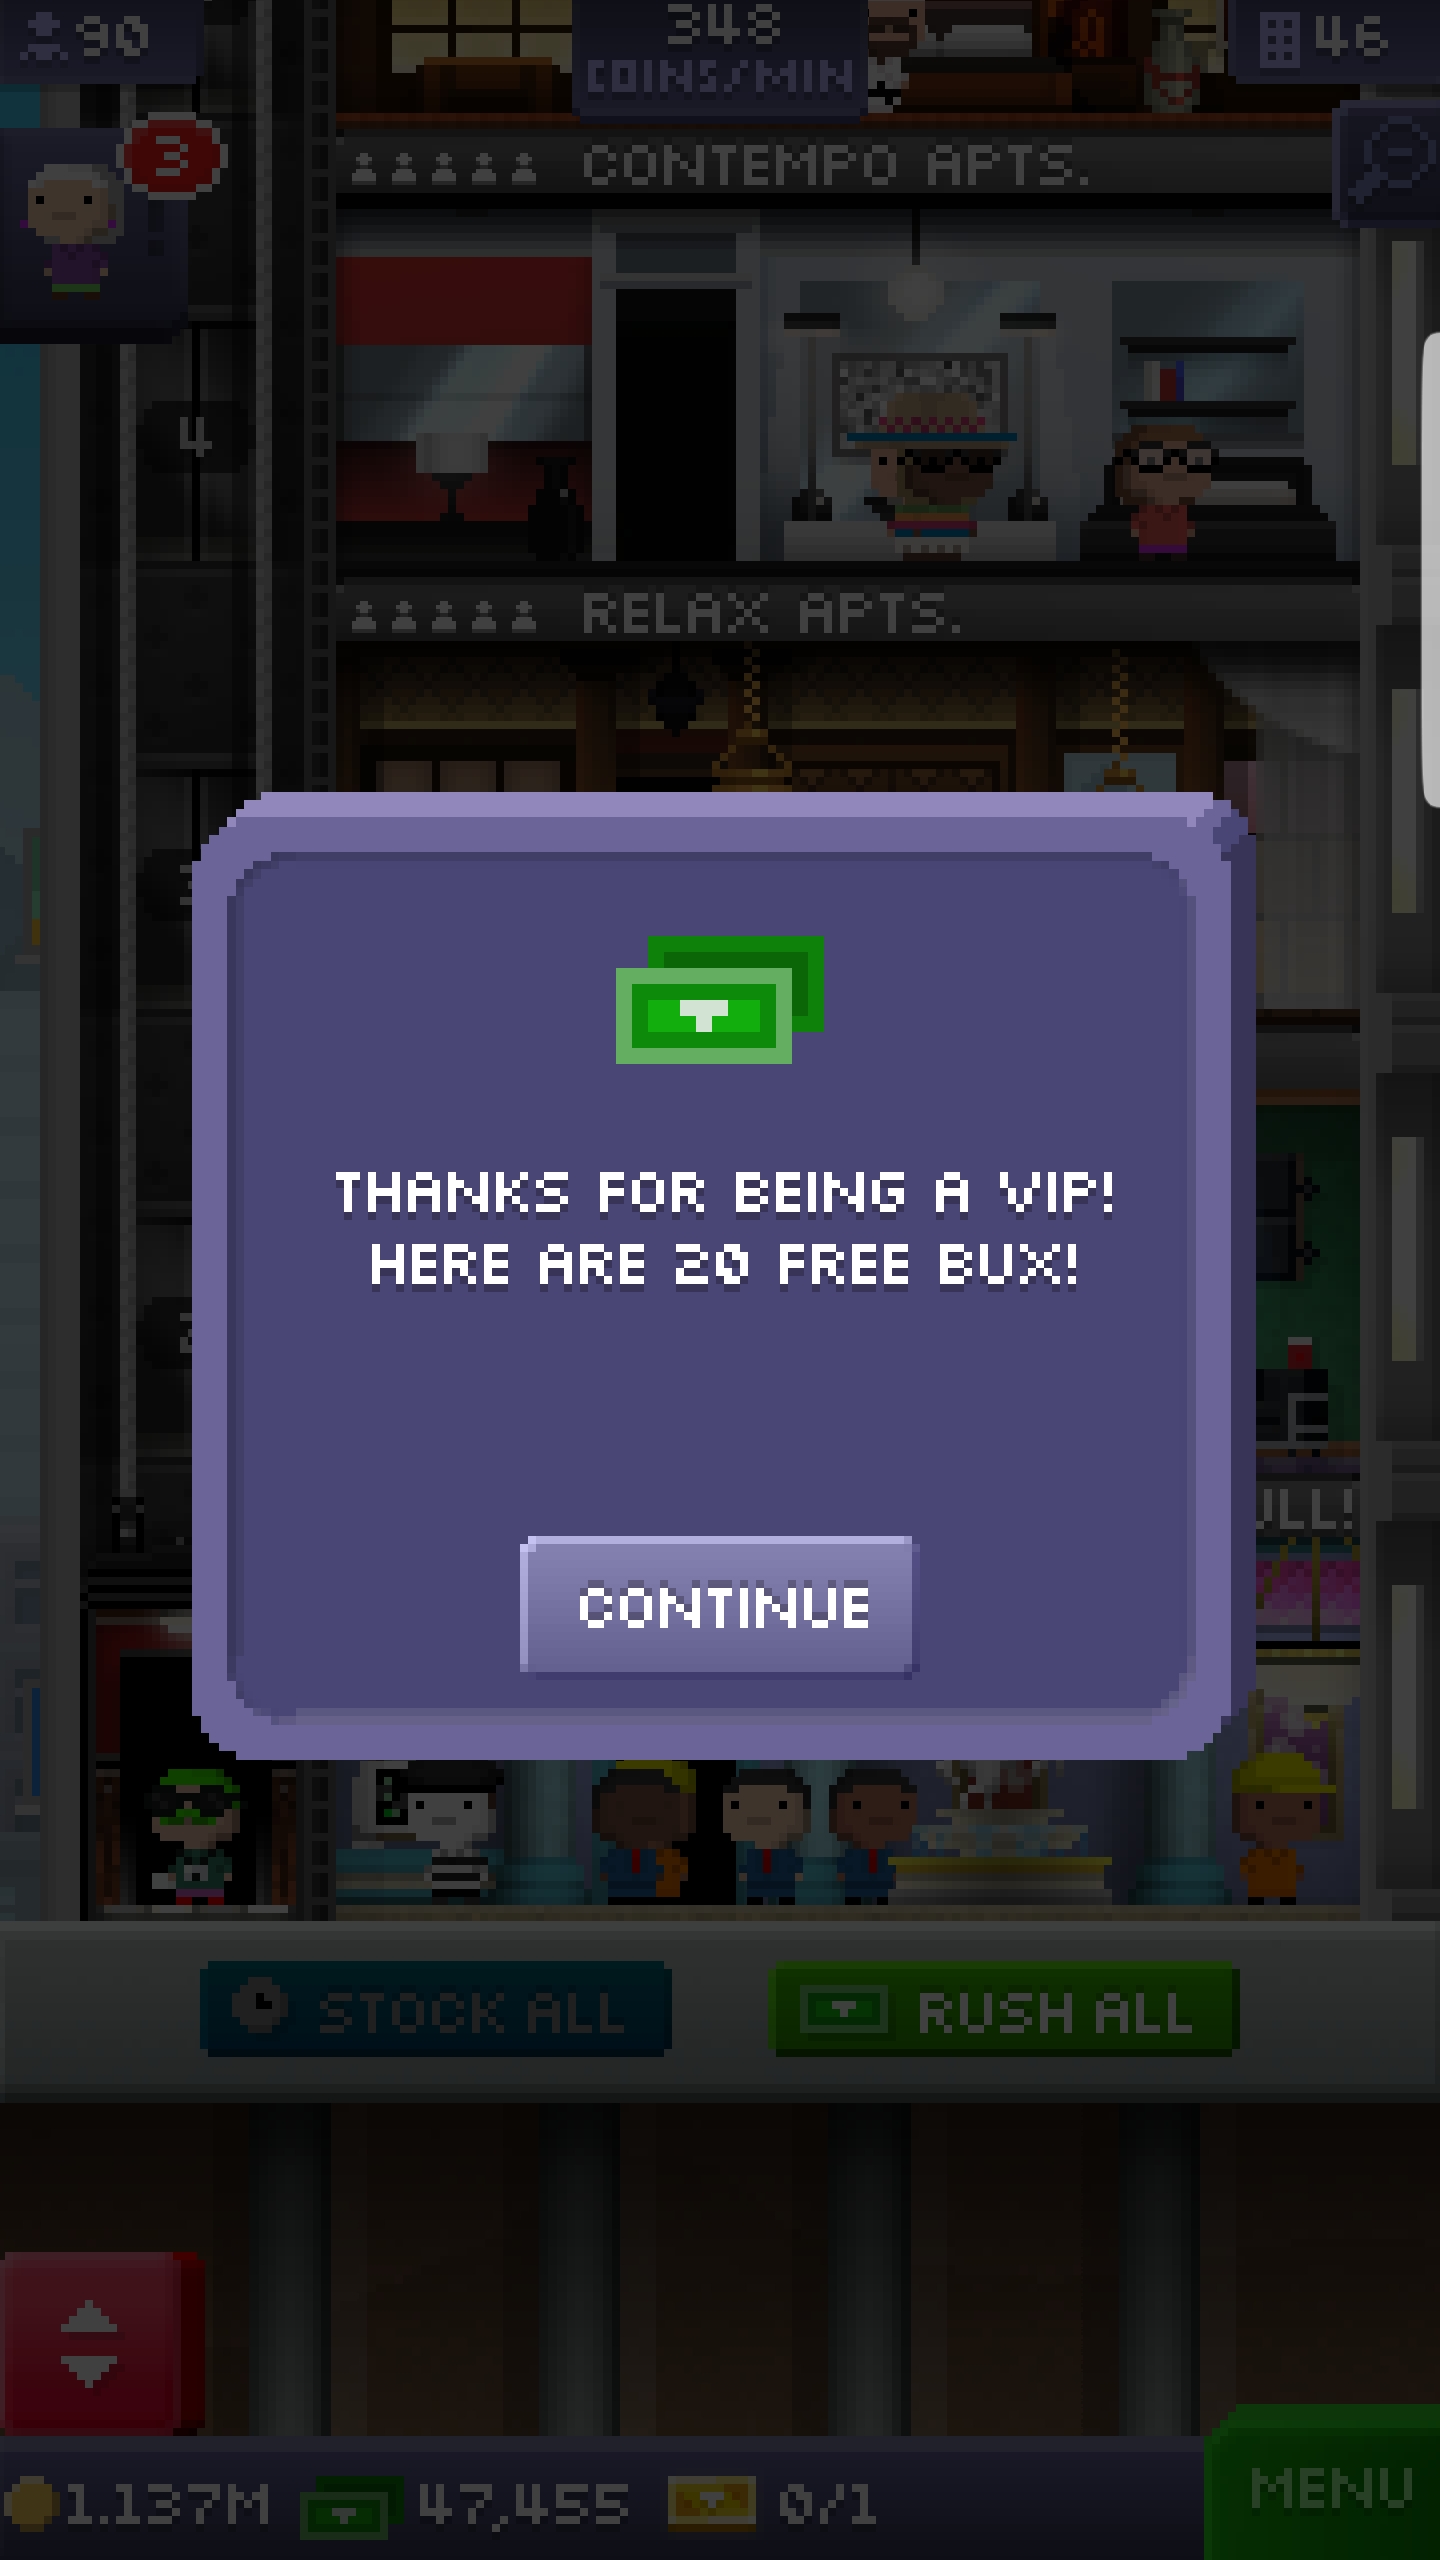 90
348
COINS/MIN
46
3
CONTEMPO APTS.
4
RELAX APTS.
THANKS FOR BEING A VIP!
HERE ARE 20 FREE BUX!
CONTINUE
STOCK ALL
RUSH ALL
1.137M
47,455
0/1
MENU